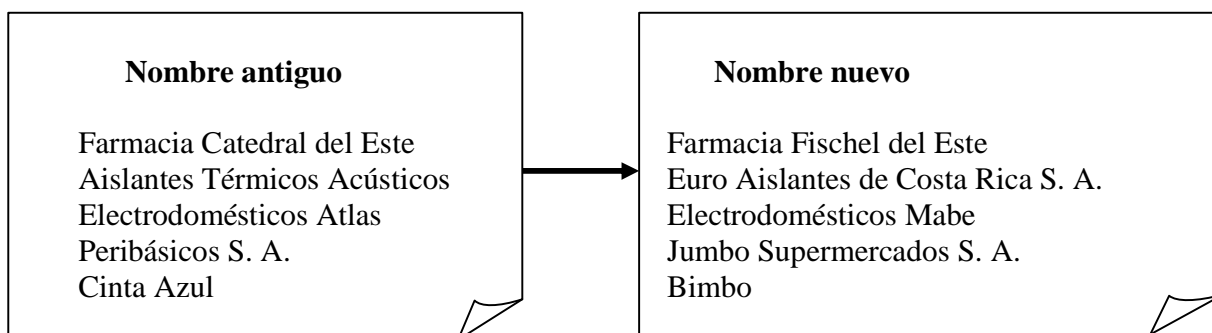 Nombre antiguo
Farmacia Catedral del Este
Aislantes Térmicos Acústicos
Electrodomésticos Atlas
Peribásicos S. A.
Cinta Azul
Nombre nuevo
Farmacia Fischel del Este
Euro Aislantes de Costa Rica S. A.
Electrodomésticos Mabe
Jumbo Supermercados S. A.
Bimbo